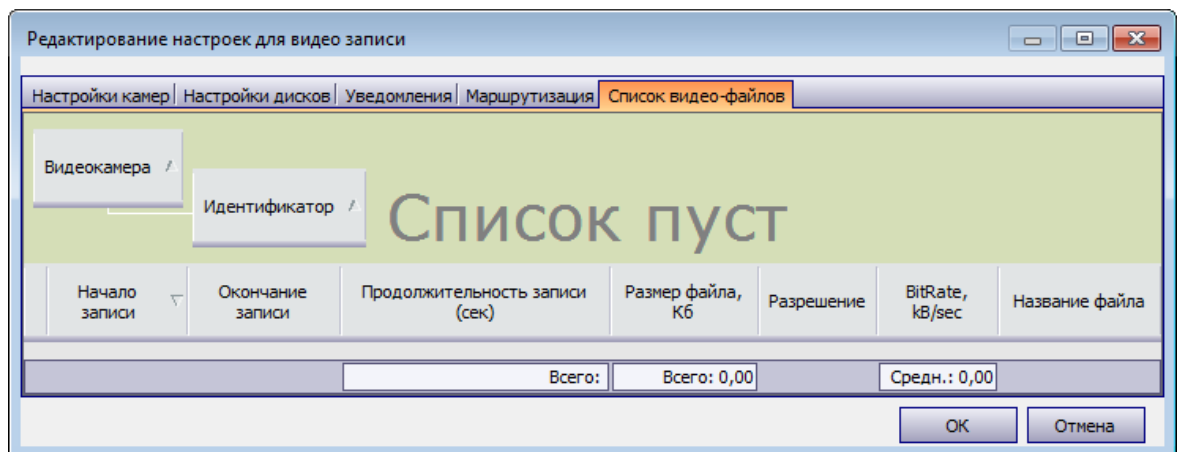 Редактирование настроек для видео записи
Настройки камер Настройки дисков Уведомления Маршрутизация Список видео-файлов
Видеокамера
Идентификатор
Список пуст
Начало записи
Окончание записи
Продолжительность записи (сек)
Размер файла, Кб
Разрешение
BitRate, kB/sec
Название файла
Всего: Всего: 0,00 Средн.: 0,00
ОК Отмена